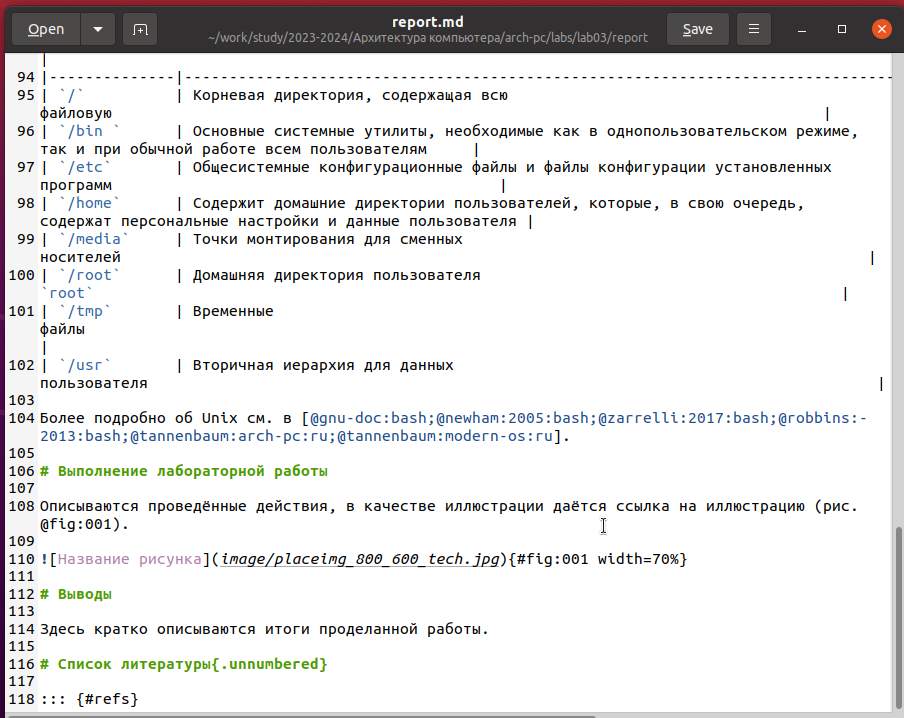 Open
report.md
~/work/study/2023-2024/Архитектура компьютера/arch-pc/labs/lab03/report
Save
|
94 |--------------|-------------------------------------------------------------------------------
95 | `/` | Корневая директория, содержащая всю
файловую |
96 | `/bin ` | Основные системные утилиты, необходимые как в однопользовательском режиме,
так и при обычной работе всем пользователям |
97 | `/etc` | Общесистемные конфигурационные файлы и файлы конфигурации установленных
программ |
98 | `/home` | Содержит домашние директории пользователей, которые, в свою очередь,
содержат персональные настройки и данные пользователя |
99 | `/media` | Точки монтирования для сменных
носителей |
100 | `/root` | Домашняя директория пользователя
`root` |
101 | `/tmp` | Временные
файлы
|
102 | `/usr` | Вторичная иерархия для данных
пользователя |
103
104 Более подробно об Unix см. в [@gnu-doc:bash;@newham:2005:bash;@zarrelli:2017:bash;@robbins:-
2013:bash;@tannenbaum:arch-pc:ru;@tannenbaum:modern-os:ru].
105
106 # Выполнение лабораторной работы
107
108 Описываются проведённые действия, в качестве иллюстрации даётся ссылка на иллюстрацию (рис.
@fig:001).
109
110 ![Название рисунка](image/placeimg_800_600_tech.jpg){#fig:001 width=70%}
111
112 # Выводы
113
114 Здесь кратко описываются итоги проделанной работы.
115
116 # Список литературы{.unnumbered}
117
118 ::: {#refs}